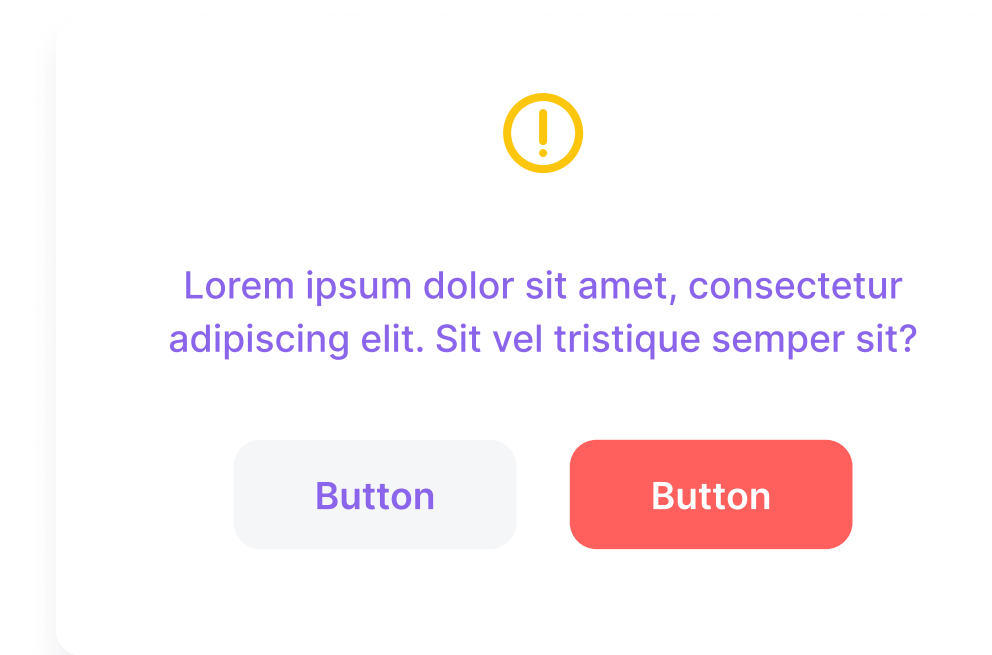 Lorem ipsum dolor sit amet, consectetur
adipiscing elit. Sit vel tristique semper sit?
Button
Button